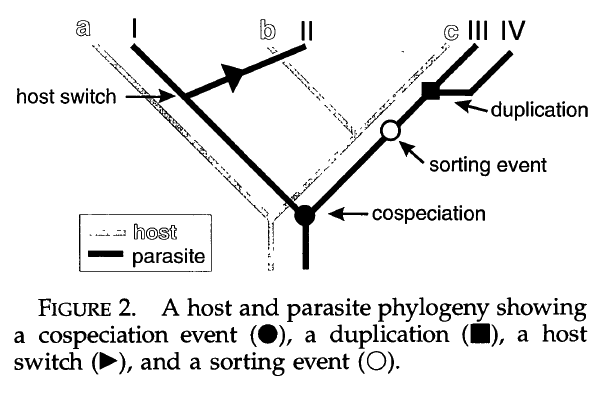 a I b II c III IV
host switch
duplication
sorting event
cospeciation
host
parasite
FIGURE 2. A host and parasite phylogeny showing
a cospeciation event (●), a duplication (■), a host
switch (▶), and a sorting event (○).